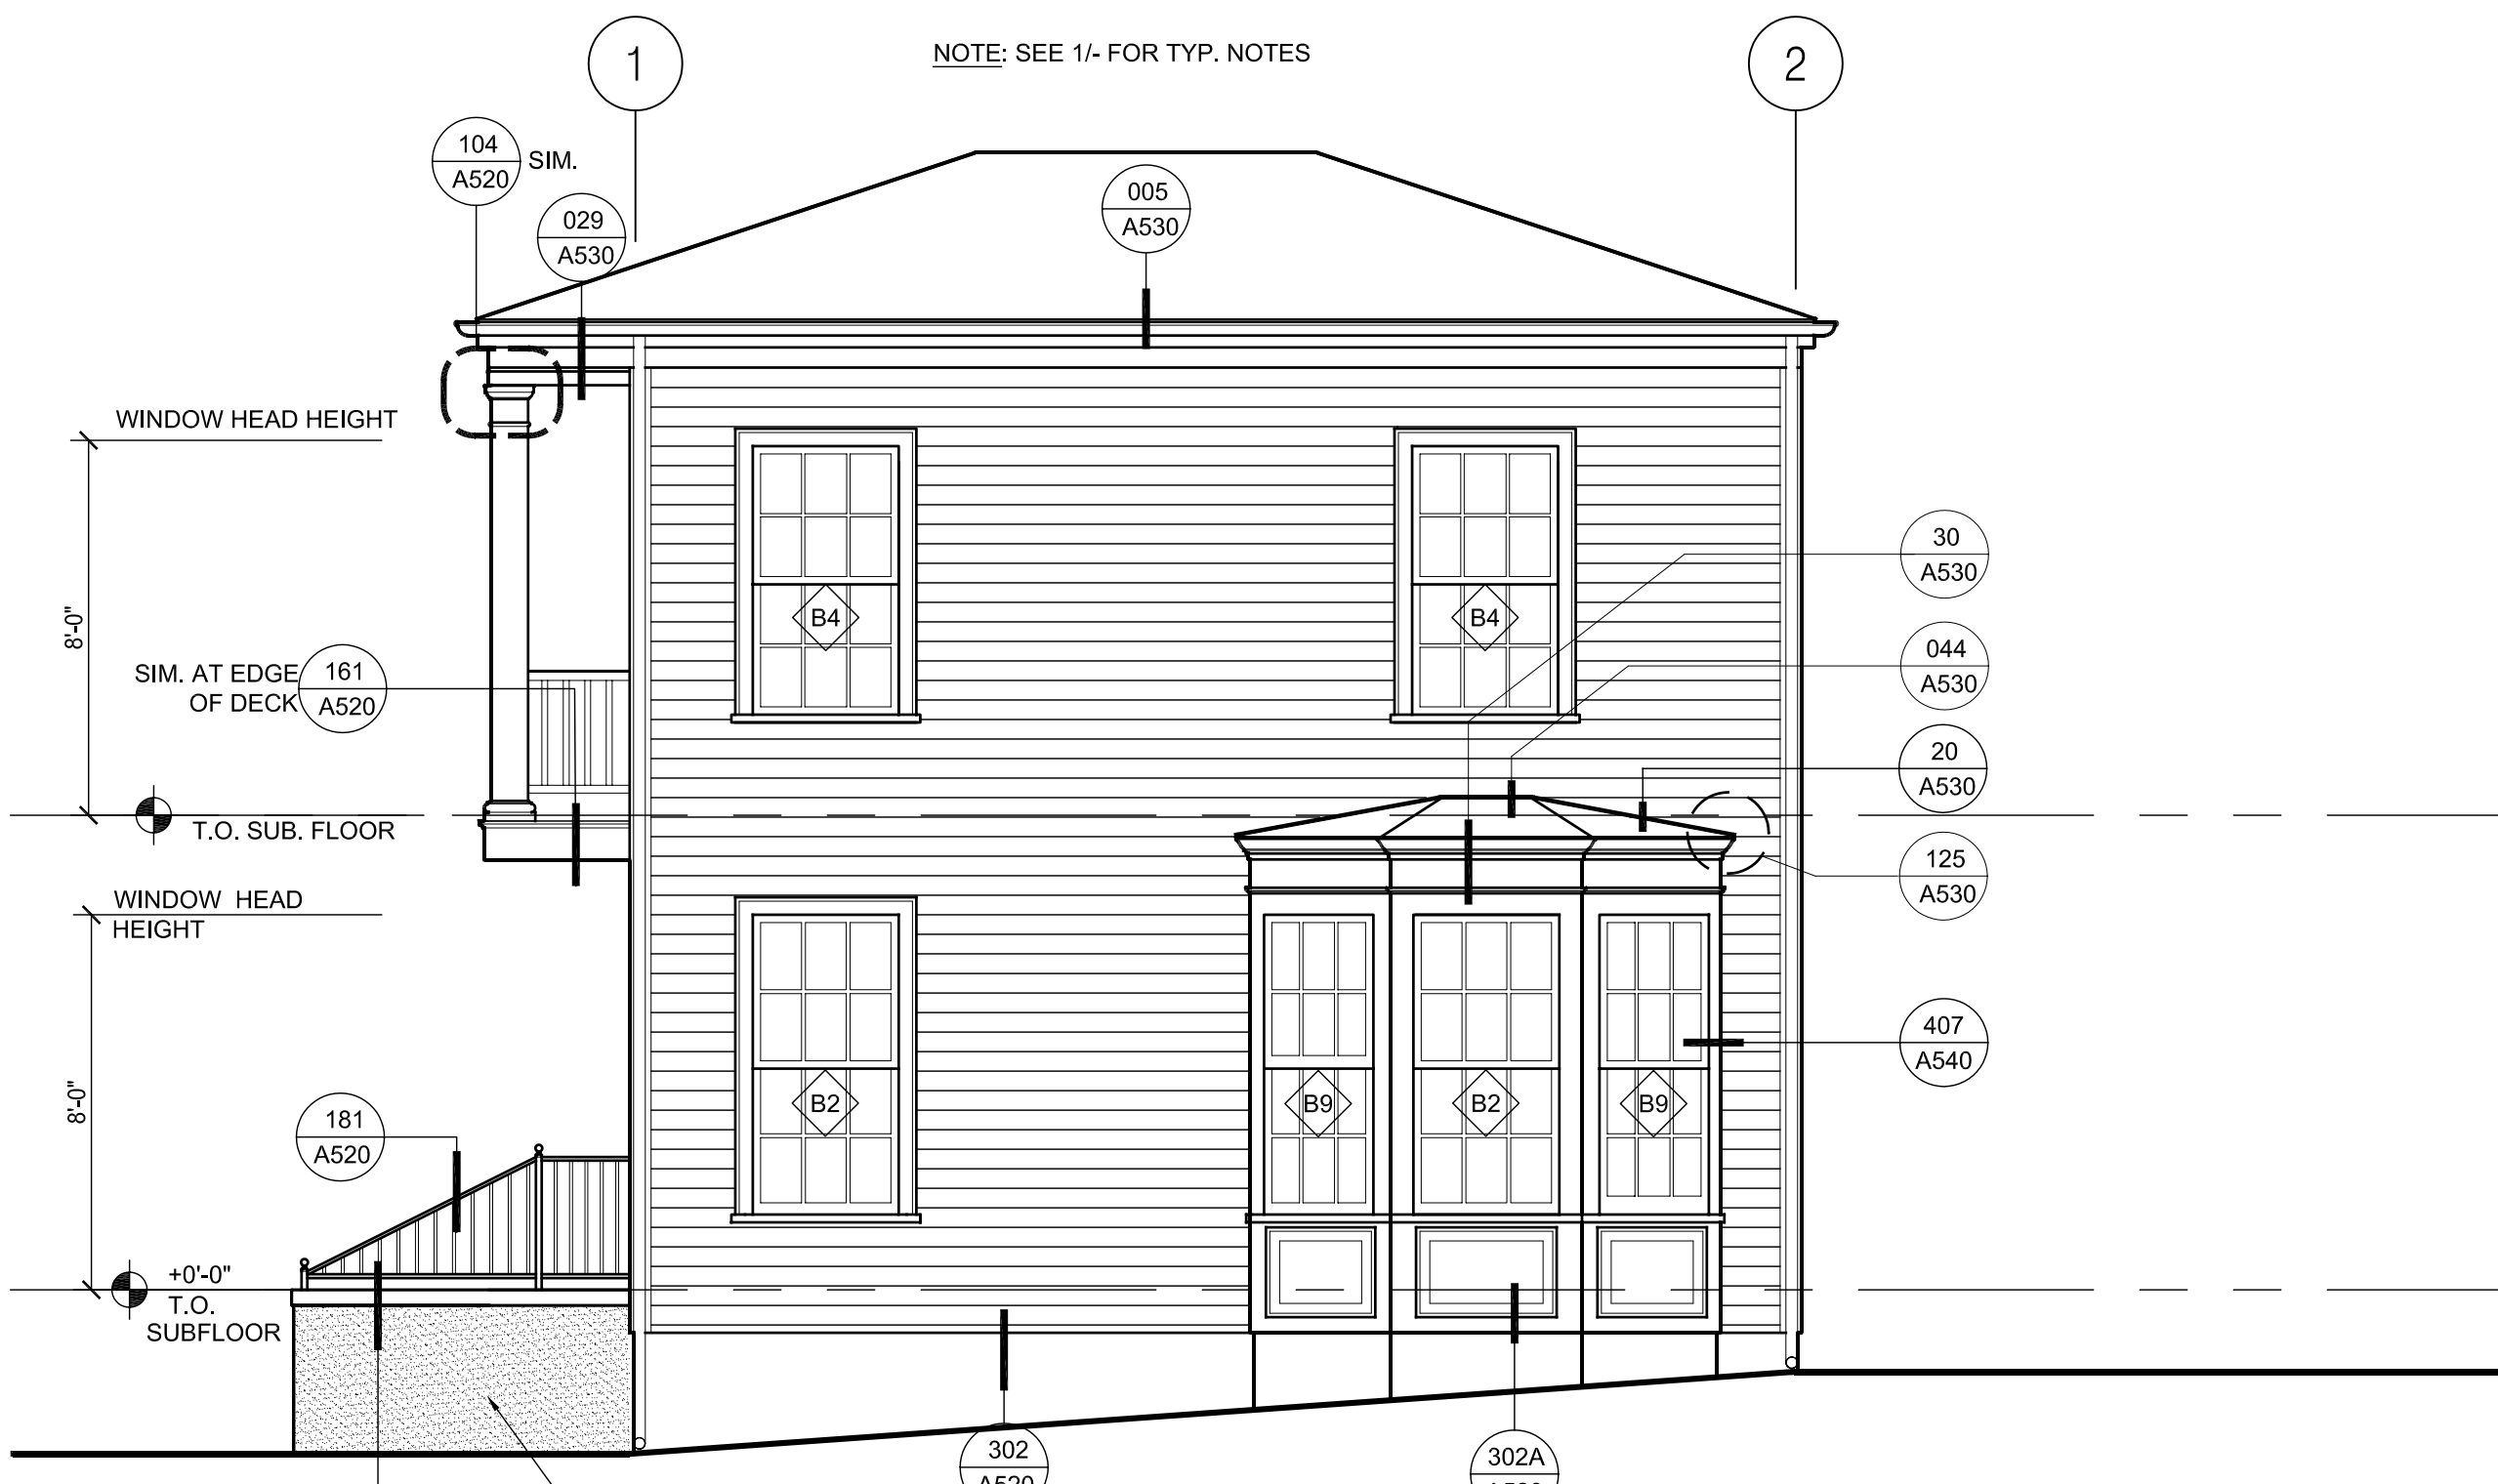 1
NOTE: SEE 1/- FOR TYP. NOTES
2
104
A520
SIM.
029
A530
005
A530
WINDOW HEAD HEIGHT
8'-0"
B4
B4
30
A530
044
A530
SIM. AT EDGE
OF DECK
161
A520
20
A530
T.O. SUB. FLOOR
125
A530
WINDOW HEAD
HEIGHT
8'-0"
407
A540
B2
B9
B2
B9
181
A520
+0'-0"
T.O.
SUBFLOOR
302
A520
302A